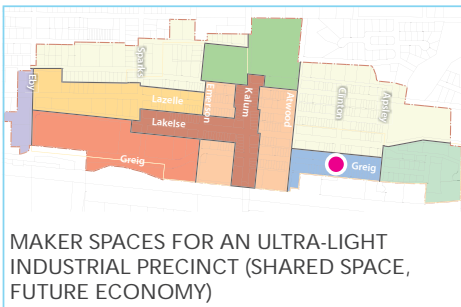 Sparks
Eby
Emerson
Kalum
Atwood
Clinton
Apsley
Lazelle
Lakelse
Greig
Greig
MAKER SPACES FOR AN ULTRA-LIGHT
INDUSTRIAL PRECINCT (SHARED SPACE,
FUTURE ECONOMY)